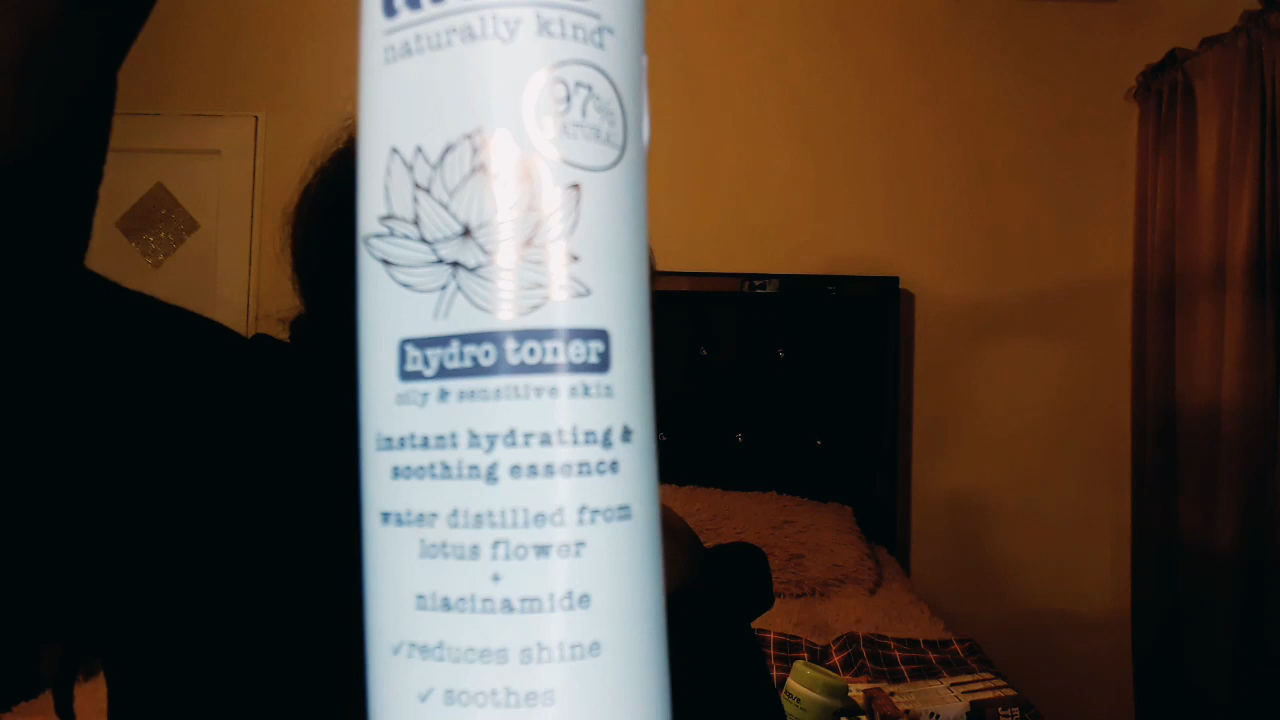 naturally kind™
97%
NATURAL
hydro toner
oily & sensitive skin
instant hydrating &
soothing essence
water distilled from
lotus flower
+
niacinamide
✓reduces shine
✓ soothes